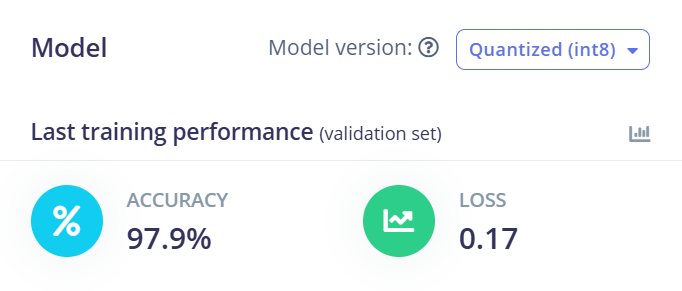 Model
Model version: Quantized (int8)
Last training performance (validation set)
% ACCURACY
97.9%
LOSS
0.17